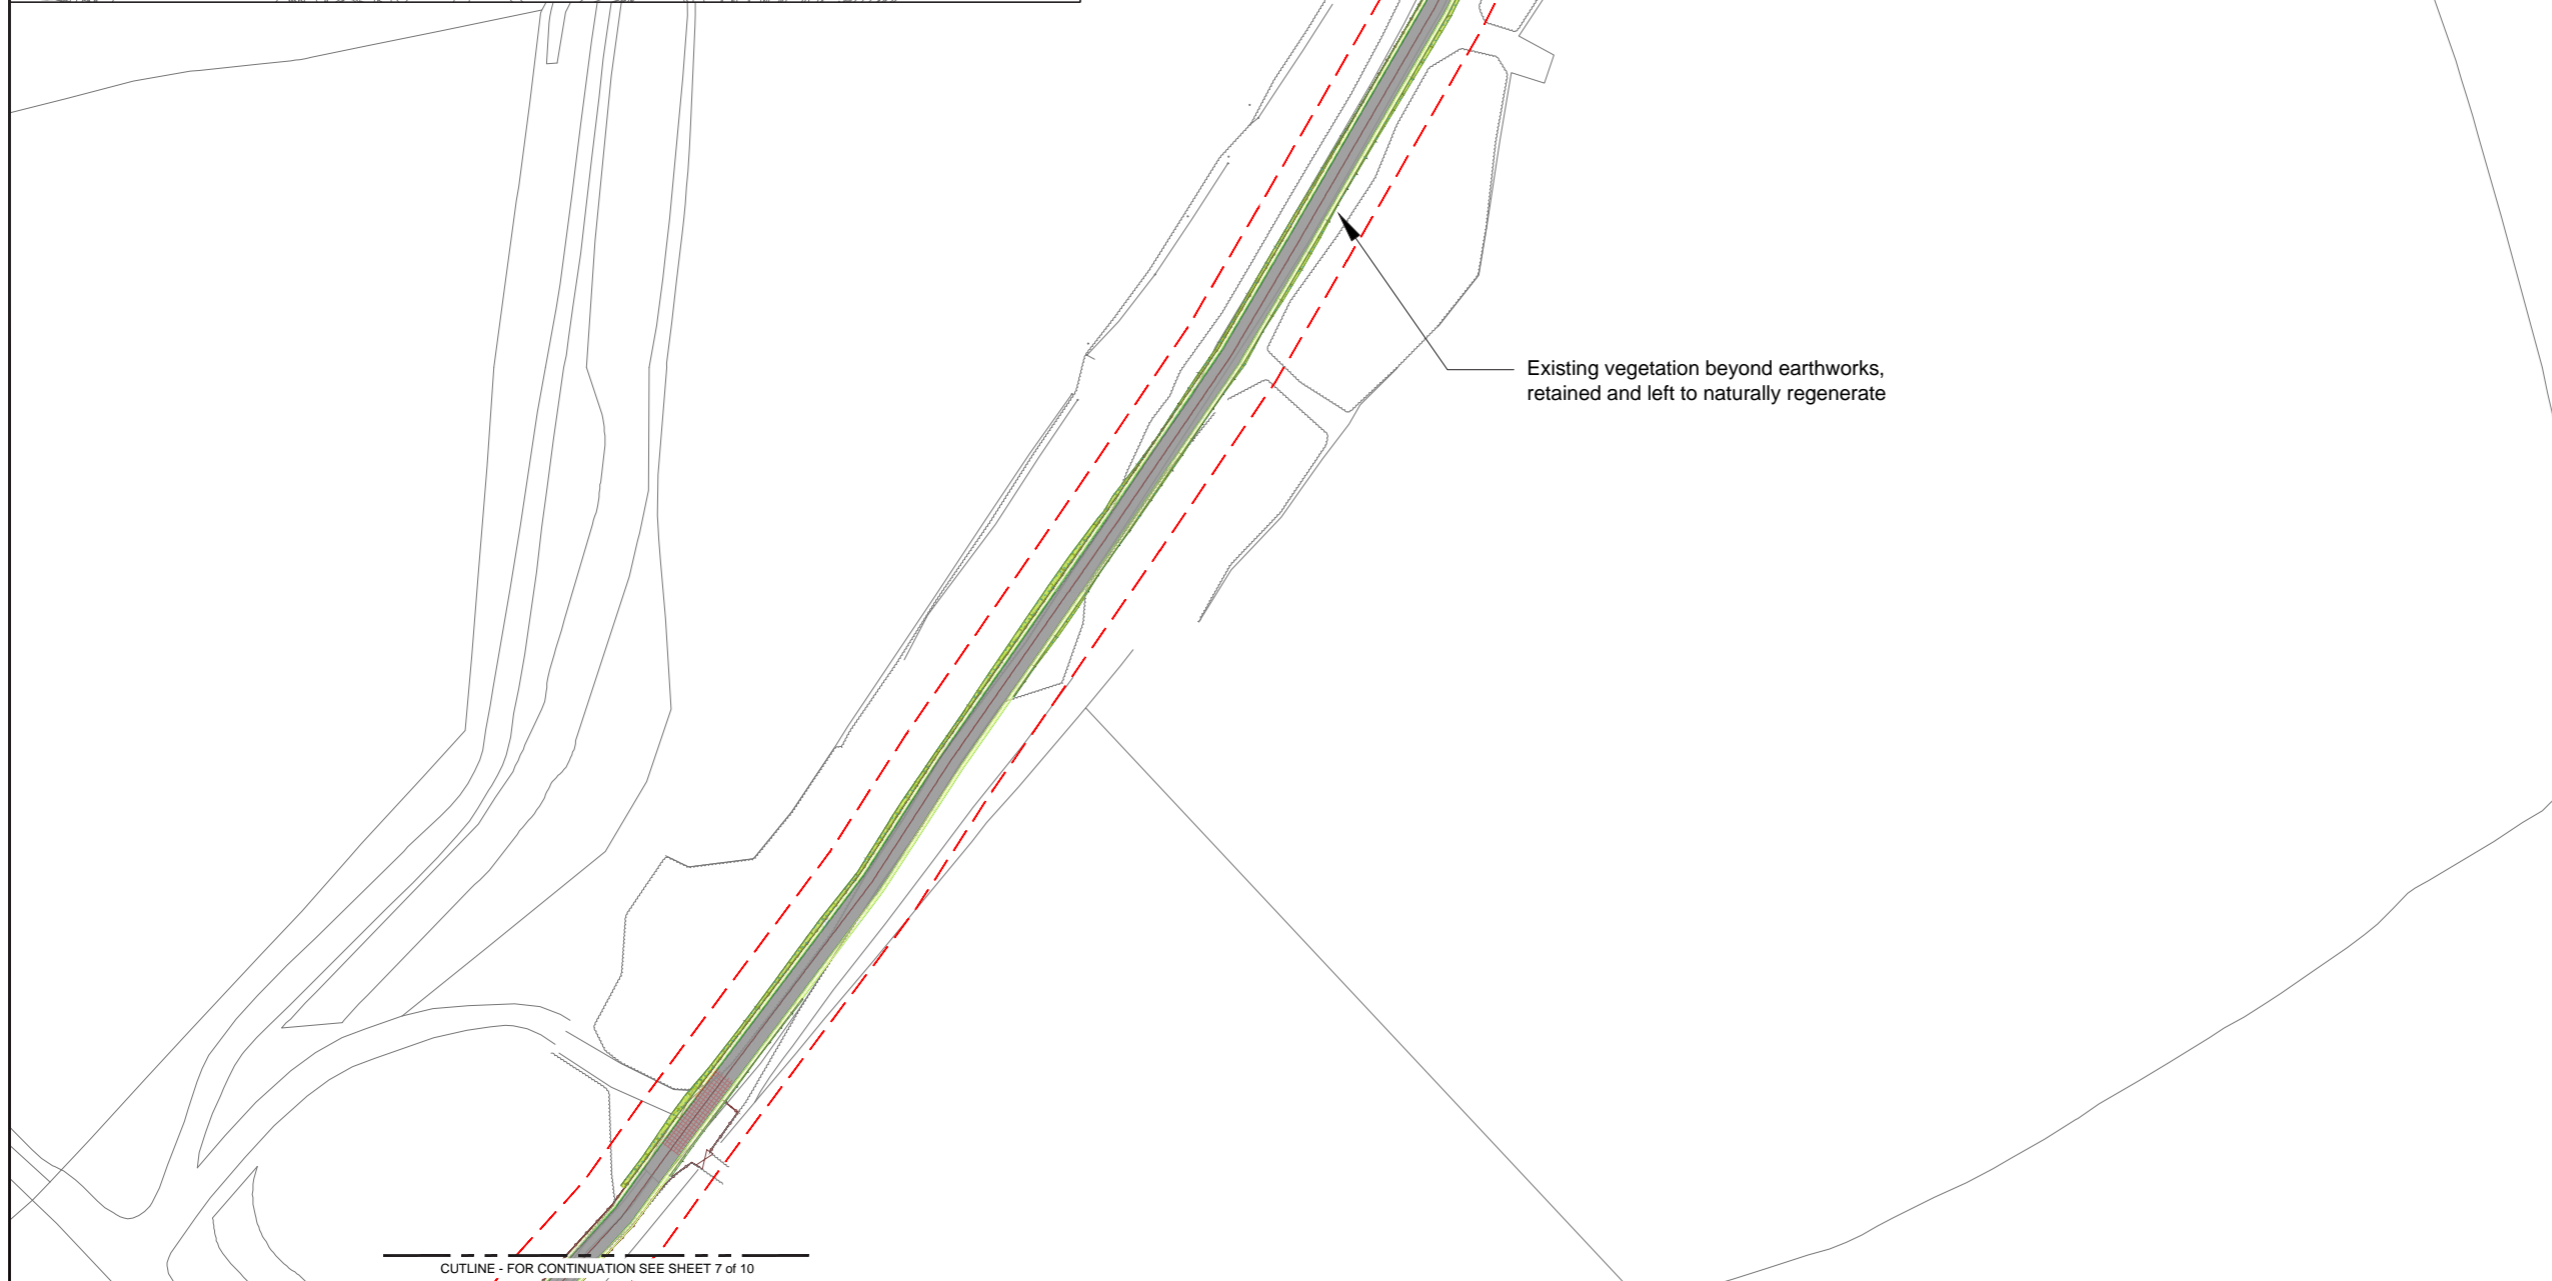 Existing vegetation beyond earthworks,
retained and left to naturally regenerate
CUTLINE - FOR CONTINUATION SEE SHEET 7 of 10